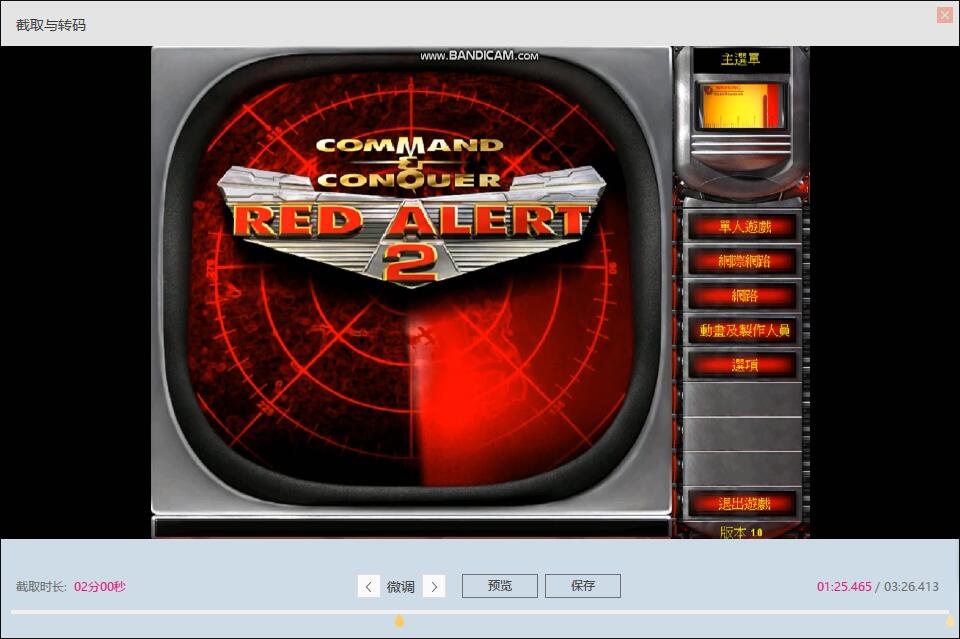 截取与转码
WWW.BANDICAM.COM
主選單
COMMAND
&
CONQUER
RED ALERT
2
單人遊戲
網際網路
網路
動畫及製作人員
選項
退出遊戲
版本 1.0
截取时长: 02分00秒
微调
预览
保存
01:25.465 / 03:26.413